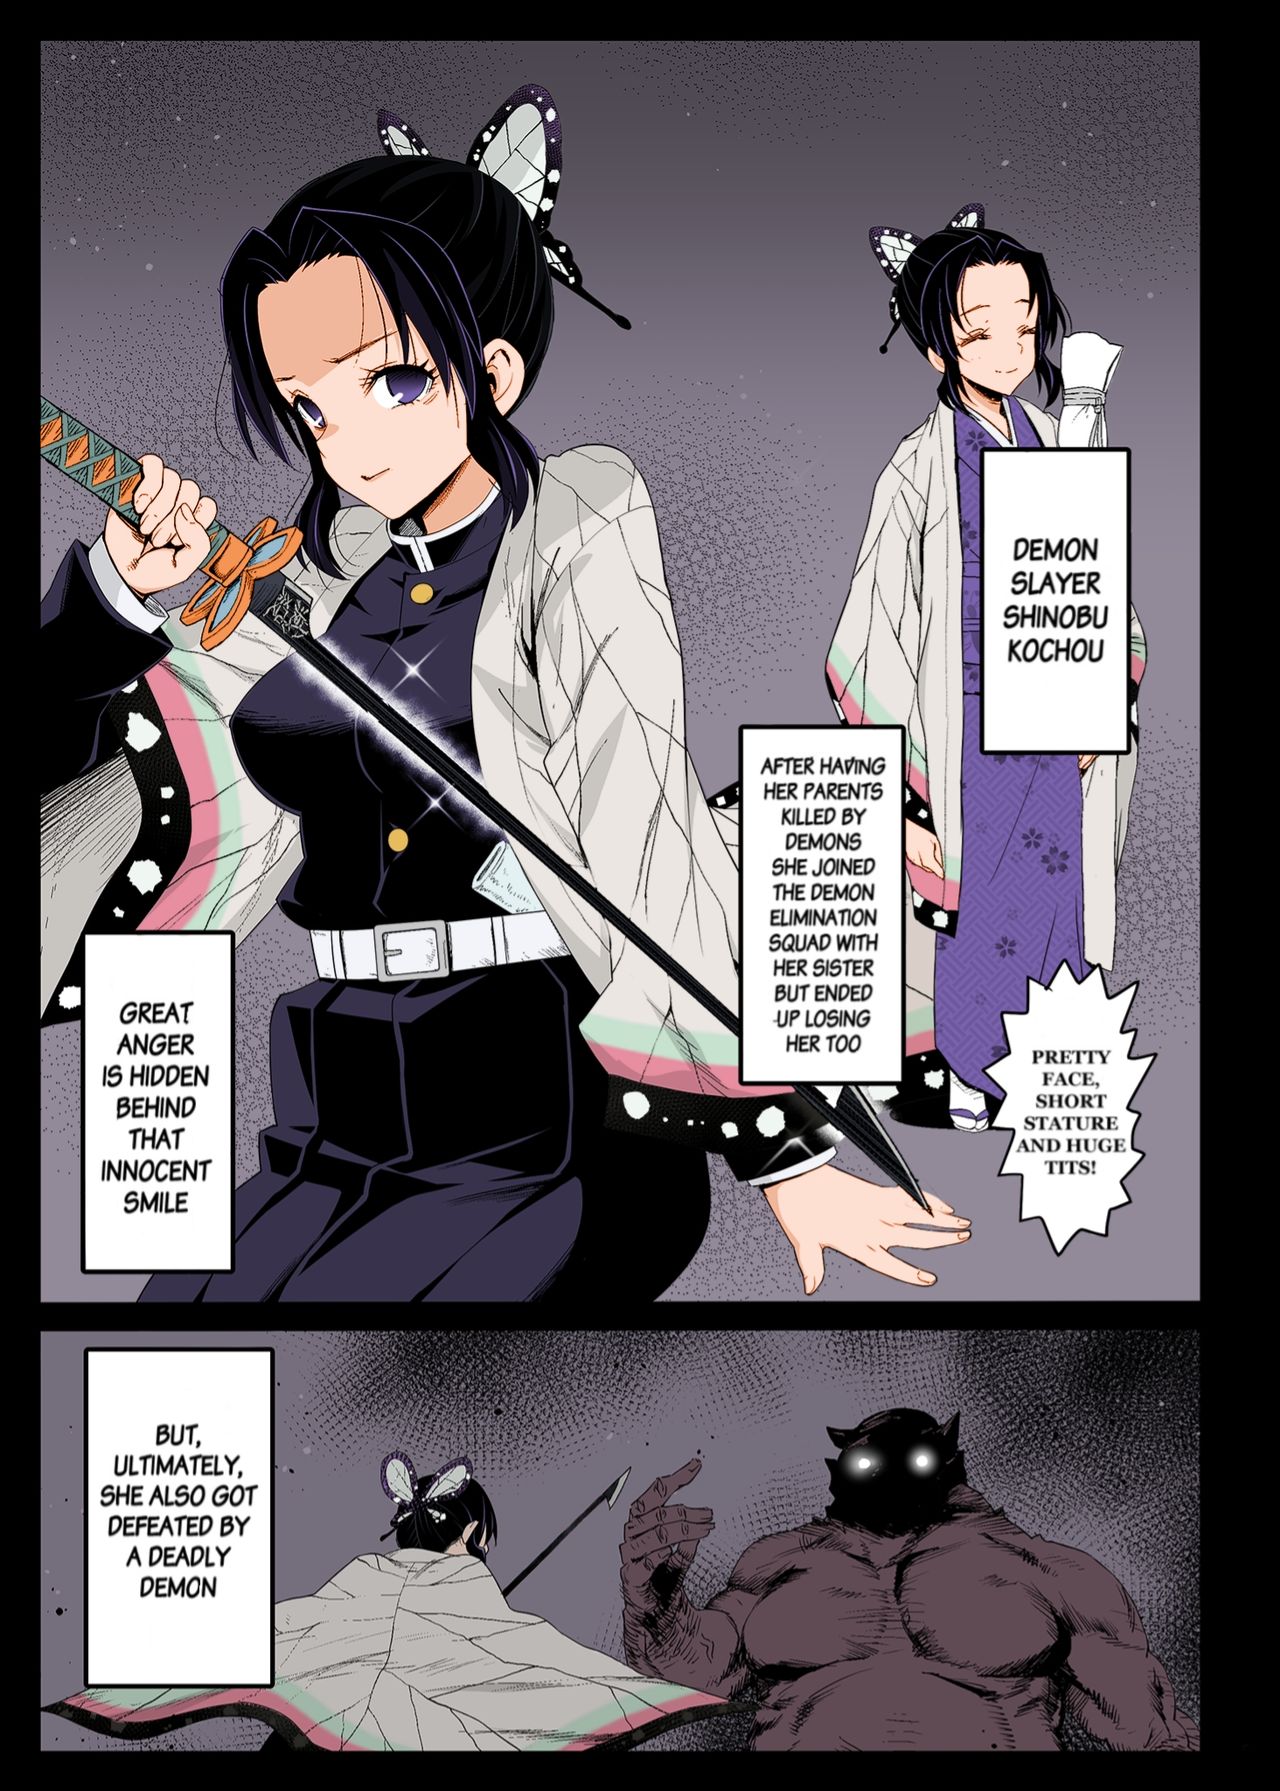 DEMON
SLAYER
SHINOBU
KOCHOU
AFTER HAVING
HER PARENTS
KILLED BY
DEMONS
SHE JOINED
THE DEMON
ELIMINATION
SQUAD WITH
HER SISTER
BUT ENDED
UP LOSING
HER TOO
PRETTY
FACE,
SHORT
STATURE
AND HUGE
TITS!
GREAT
ANGER
IS HIDDEN
BEHIND
THAT
INNOCENT
SMILE
BUT,
ULTIMATELY,
SHE ALSO GOT
DEFEATED BY
A DEADLY
DEMON